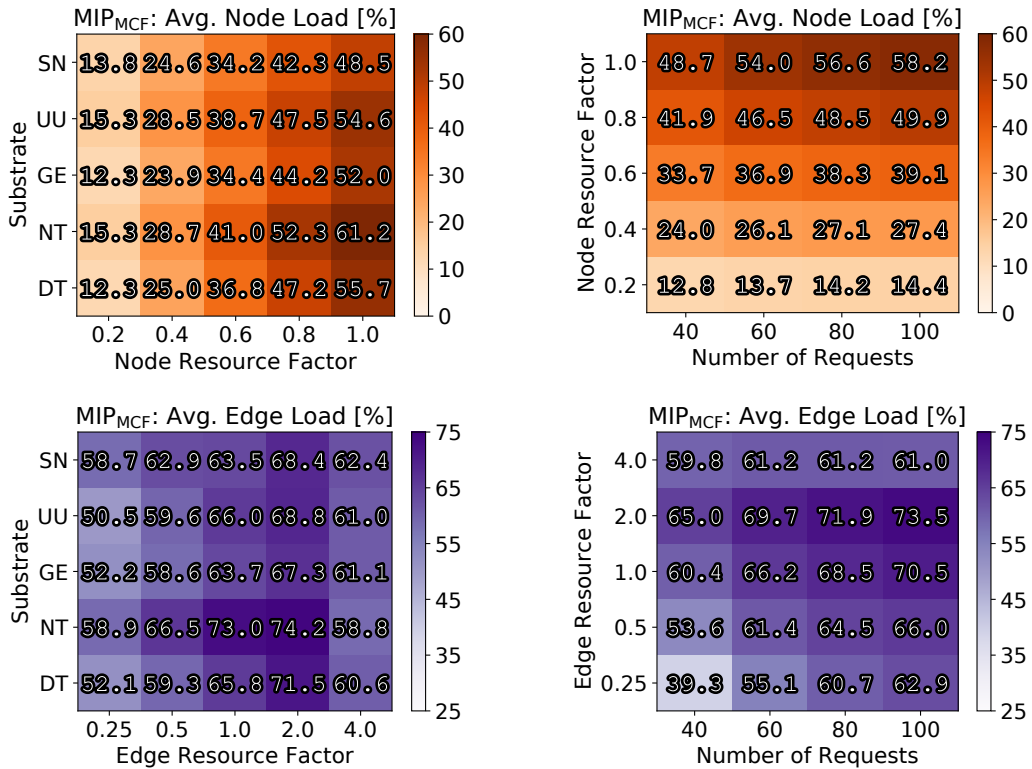 MIP_MCF: Avg. Node Load [%]
SN 13.8 24.6 34.2 42.3 48.5
UU 15.3 28.5 38.7 47.5 54.6
GE 12.3 23.9 34.4 44.2 52.0
NT 15.3 28.7 41.0 52.3 61.2
DT 12.3 25.0 36.8 47.2 55.7
0.2 0.4 0.6 0.8 1.0
Node Resource Factor
Substrate
60
50
40
30
20
10
0
MIP_MCF: Avg. Node Load [%]
1.0 48.7 54.0 56.6 58.2
0.8 41.9 46.5 48.5 49.9
0.6 33.7 36.9 38.3 39.1
0.4 24.0 26.1 27.1 27.4
0.2 12.8 13.7 14.2 14.4
40 60 80 100
Number of Requests
Node Resource Factor
60
50
40
30
20
10
0
MIP_MCF: Avg. Edge Load [%]
SN 58.7 62.9 63.5 68.4 62.4
UU 50.5 59.6 66.0 68.8 61.0
GE 52.2 58.6 63.7 67.3 61.1
NT 58.9 66.5 73.0 74.2 58.8
DT 52.1 59.3 65.8 71.5 60.6
0.25 0.5 1.0 2.0 4.0
Edge Resource Factor
Substrate
75
65
55
45
35
25
MIP_MCF: Avg. Edge Load [%]
4.0 59.8 61.2 61.2 61.0
2.0 65.0 69.7 71.9 73.5
1.0 60.4 66.2 68.5 70.5
0.5 53.6 61.4 64.5 66.0
0.25 39.3 55.1 60.7 62.9
40 60 80 100
Number of Requests
Edge Resource Factor
75
65
55
45
35
25